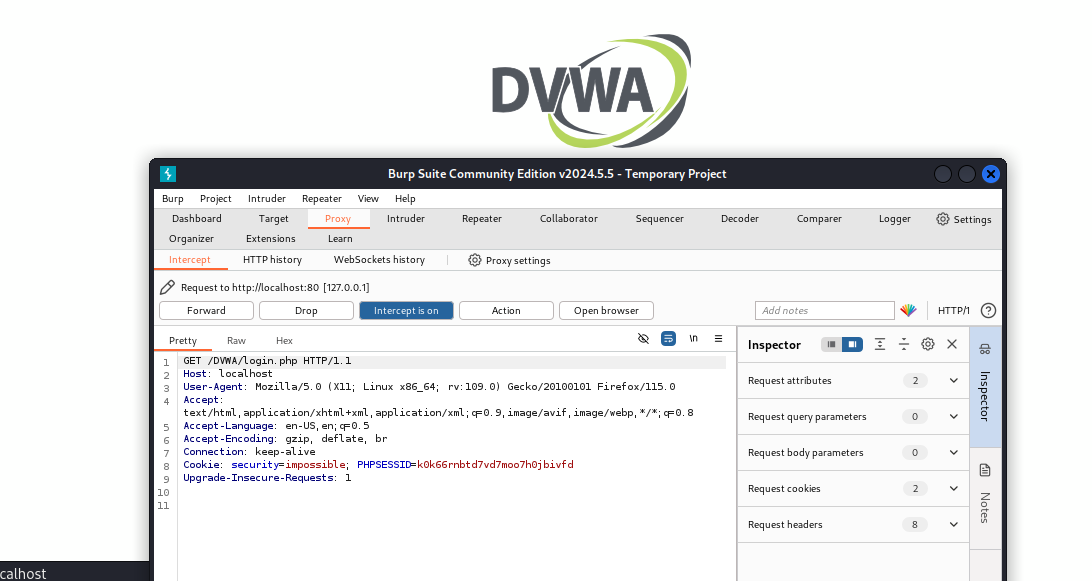 DVWA
Burp Suite Community Edition v2024.5.5 - Temporary Project
Burp Project Intruder Repeater View Help
Dashboard Target Proxy Intruder Repeater Collaborator Sequencer Decoder Comparer Logger Settings
Organizer Extensions Learn
Intercept HTTP history WebSockets history Proxy settings
Request to http://localhost:80 [127.0.0.1]
Forward Drop Intercept is on Action Open browser Add notes HTTP/1 ?
Pretty Raw Hex \n
Inspector
1 GET /DVWA/login.php HTTP/1.1
2 Host: localhost
3 User-Agent: Mozilla/5.0 (X11; Linux x86_64; rv:109.0) Gecko/20100101 Firefox/115.0
4 Accept:
text/html,application/xhtml+xml,application/xml;q=0.9,image/avif,image/webp,*/*;q=0.8
5 Accept-Language: en-US,en;q=0.5
6 Accept-Encoding: gzip, deflate, br
7 Connection: keep-alive
8 Cookie: security=impossible; PHPSESSID=k0k66rnbtd7vd7moo7h0jbivfd
9 Upgrade-Insecure-Requests: 1
10
11
Request attributes 2
Request query parameters 0
Request body parameters 0
Request cookies 2
Request headers 8
Inspector
Notes
calhost